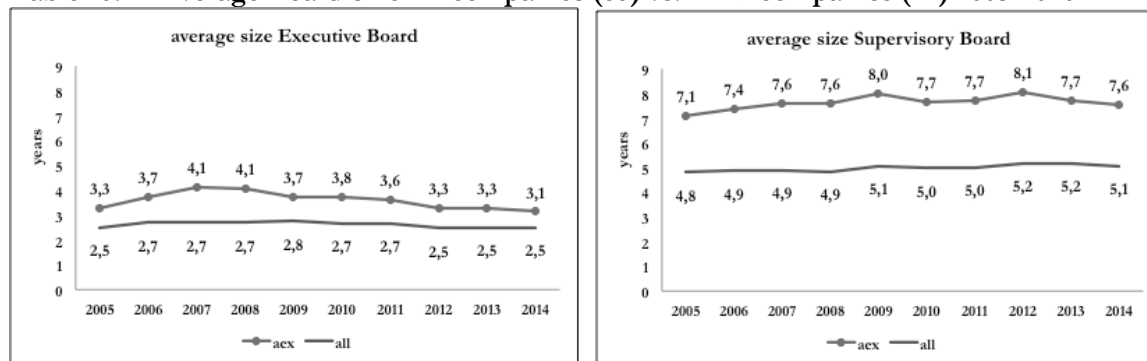 Average Board of companies vs. companies
average size Executive Board
9
8
7
6
5
4
3
2
1
0
years
3,3 3,7 4,1 4,1 3,7 3,8 3,6 3,3 3,3 3,1
2,5 2,7 2,7 2,7 2,8 2,7 2,7 2,5 2,5 2,5
2005 2006 2007 2008 2009 2010 2011 2012 2013 2014
aex all
average size Supervisory Board
9
8
7
6
5
4
3
2
1
0
years
7,1 7,4 7,6 7,6 8,0 7,7 7,7 8,1 7,7 7,6
4,8 4,9 4,9 4,9 5,1 5,0 5,0 5,2 5,2 5,1
2005 2006 2007 2008 2009 2010 2011 2012 2013 2014
aex all